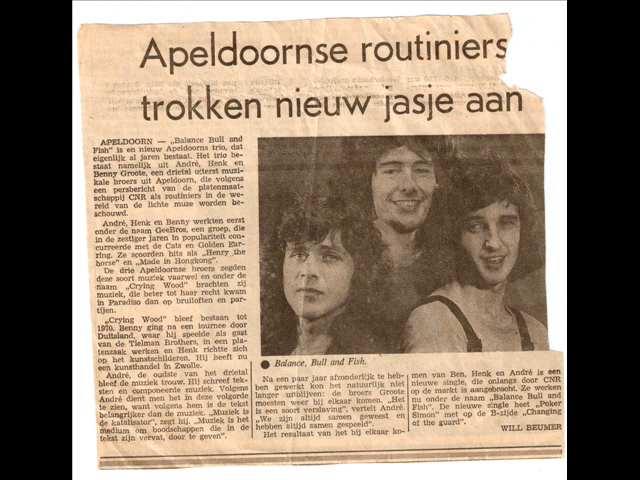 Apeldoornse routiniers
trokken nieuw jasje aan
APELDOORN — „Balance Bull and
Fish" is en nieuw Apeldoorns trio, dat
eigenlijk al jaren bestaat. Het trio be-
staat namelijk uit André, Henk en
Benny Groote, een drietal uiterst muzi-
kale broers uit Apeldoorn, die volgens
een persbericht van de platenmaat-
schappij CNR als routiniers in de we-
reld van de lichte muze worden be-
schouwd.
André, Henk en Benny werkten eerst
onder de naam GeeBros, een groep, die
in de zestiger jaren in populariteit con-
curreerde met de Cats en Golden Ear-
ring. Ze scoorden hits als „Henry the
horse" en „Made in Hongkong".
De drie Apeldoornse broers zegden
deze soort muziek vaarwel en onder de
naam „Crying Wood" brachten zij
muziek, die beter tot haar recht kwam
in Paradiso dan op bruiloften en par-
tijen.
„Crying Wood" bleef bestaan tot
1970. Benny ging na een tournee door
Duitsland, waar hij speelde als gast
van de Tielman Brothers, in een pla-
tenzaak werken en Henk richtte zich
op het kunstschilderen. Hij heeft nu
een kunsthandel in Zwolle.
André, de oudste van het drietal
bleef de muziek trouw. Hij schreef tek-
sten en componeerde muziek. Volgens
André dient men het in deze volgorde
te zien, want volgens hem is de tekst
belangrijker dan de muziek. „Muziek is
de katalisator", zegt hij. „Muziek is het
medium om boodschappen die in de
tekst zijn vervat, door te geven".
● Balance, Bull and Fish.
Na een paar jaar afzonderlijk te heb-
ben gewerkt kon het natuurlijk niet
langer uitblijven: de broers Groote
moesten weer bij elkaar komen. „Het
is een soort verslaving", vertelt André.
„We zijn altijd samen geweest en
hebben altijd samen gespeeld".
Het resultaat van het bij elkaar ko-
men van Ben, Henk en André is een
nieuwe single, die onlangs door CNR
op de markt is aangebracht. Ze werken
nu onder de naam „Balance Bull and
Fish". De nieuwe single heet "Poker
Simon" met op de B-zijde „Changing
of the guard".
WILL BEUMER